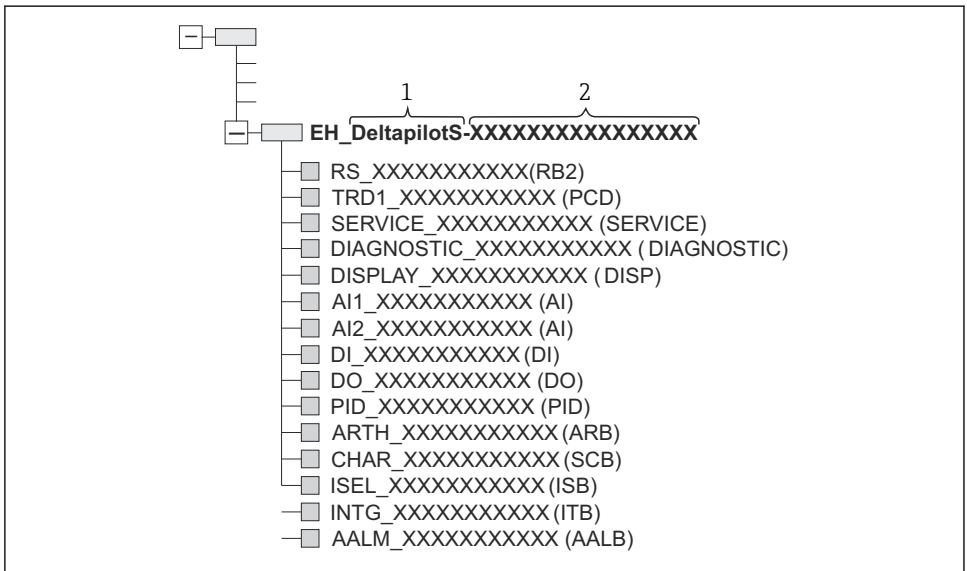 1 2
EH_DeltapilotS-XXXXXXXXXXXXXXXX
RS_XXXXXXXXXXX(RB2)
TRD1_XXXXXXXXXXX (PCD)
SERVICE_XXXXXXXXXXX (SERVICE)
DIAGNOSTIC_XXXXXXXXXXX ( DIAGNOSTIC)
DISPLAY_XXXXXXXXXXX ( DISP)
AI1_XXXXXXXXXXX (AI)
AI2_XXXXXXXXXXX (AI)
DI_XXXXXXXXXXX (DI)
DO_XXXXXXXXXXX (DO)
PID_XXXXXXXXXXX (PID)
ARTH_XXXXXXXXXXX (ARB)
CHAR_XXXXXXXXXXX (SCB)
ISEL_XXXXXXXXXXX (ISB)
INTG_XXXXXXXXXXX (ITB)
AALM_XXXXXXXXXXX (AALB)